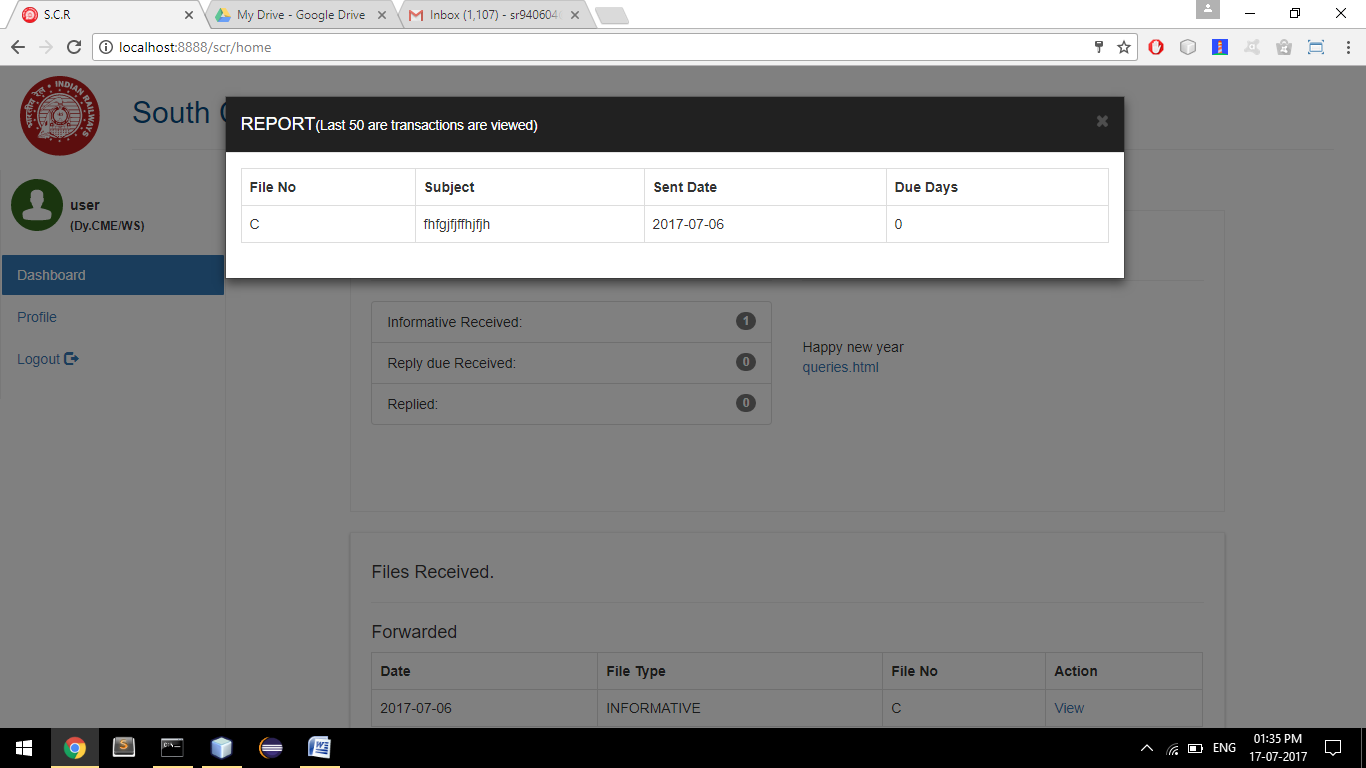 S.C.R
My Drive - Google Drive
Inbox (1,107) - sr940604
localhost:8888/scr/home
INDIAN RAILWAYS
South
REPORT(Last 50 are transactions are viewed)
File No Subject Sent Date Due Days
C fhfgjfjffhjfjh 2017-07-06 0
user
(Dy.CME/WS)
Dashboard
Profile
Logout
Informative Received: 1
Reply due Received: 0
Replied: 0
Happy new year
queries.html
Files Received.
Forwarded
Date File Type File No Action
2017-07-06 INFORMATIVE C View
ENG
01:35 PM
17-07-2017